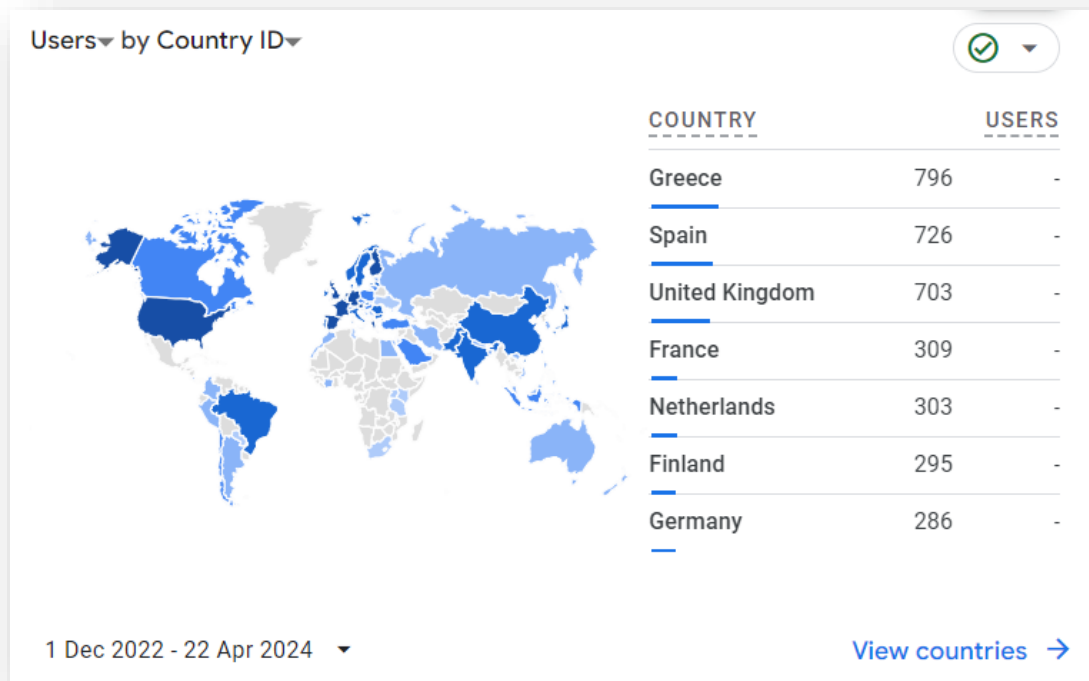 Users by Country ID
COUNTRY USERS
Greece 796 -
Spain 726 -
United Kingdom 703 -
France 309 -
Netherlands 303 -
Finland 295 -
Germany 286 -
1 Dec 2022 - 22 Apr 2024
View countries